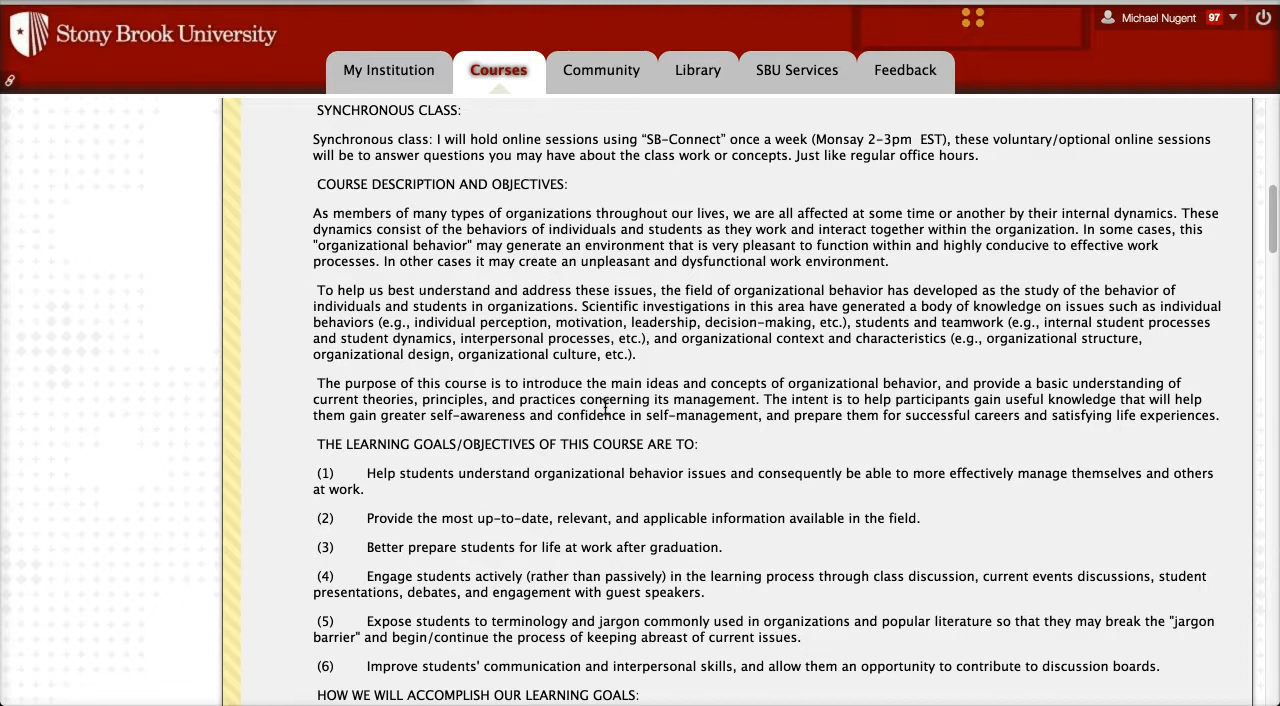 Stony Brook University
Michael Nugent 97
My Institution Courses Community Library SBU Services Feedback
SYNCHRONOUS CLASS:
Synchronous class: I will hold online sessions using “SB-Connect” once a week (Monsay 2-3pm EST), these voluntary/optional online sessions
will be to answer questions you may have about the class work or concepts. Just like regular office hours.
COURSE DESCRIPTION AND OBJECTIVES:
As members of many types of organizations throughout our lives, we are all affected at some time or another by their internal dynamics. These
dynamics consist of the behaviors of individuals and students as they work and interact together within the organization. In some cases, this
"organizational behavior" may generate an environment that is very pleasant to function within and highly conducive to effective work
processes. In other cases it may create an unpleasant and dysfunctional work environment.
To help us best understand and address these issues, the field of organizational behavior has developed as the study of the behavior of
individuals and students in organizations. Scientific investigations in this area have generated a body of knowledge on issues such as individual
behaviors (e.g., individual perception, motivation, leadership, decision-making, etc.), students and teamwork (e.g., internal student processes
and student dynamics, interpersonal processes, etc.), and organizational context and characteristics (e.g., organizational structure,
organizational design, organizational culture, etc.).
The purpose of this course is to introduce the main ideas and concepts of organizational behavior, and provide a basic understanding of
current theories, principles, and practices concerning its management. The intent is to help participants gain useful knowledge that will help
them gain greater self-awareness and confidence in self-management, and prepare them for successful careers and satisfying life experiences.
THE LEARNING GOALS/OBJECTIVES OF THIS COURSE ARE TO:
(1) Help students understand organizational behavior issues and consequently be able to more effectively manage themselves and others
at work.
(2) Provide the most up-to-date, relevant, and applicable information available in the field.
(3) Better prepare students for life at work after graduation.
(4) Engage students actively (rather than passively) in the learning process through class discussion, current events discussions, student
presentations, debates, and engagement with guest speakers.
(5) Expose students to terminology and jargon commonly used in organizations and popular literature so that they may break the "jargon
barrier" and begin/continue the process of keeping abreast of current issues.
(6) Improve students' communication and interpersonal skills, and allow them an opportunity to contribute to discussion boards.
HOW WE WILL ACCOMPLISH OUR LEARNING GOALS: